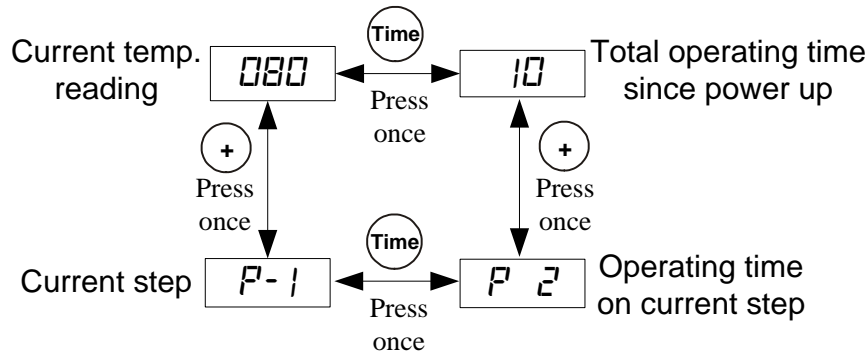 Current temp.
reading
080
Time
Press
once
10
Total operating time
since power up
+
Press
once
+
Press
once
Current step
P-1
Time
Press
once
P 2
Operating time
on current step